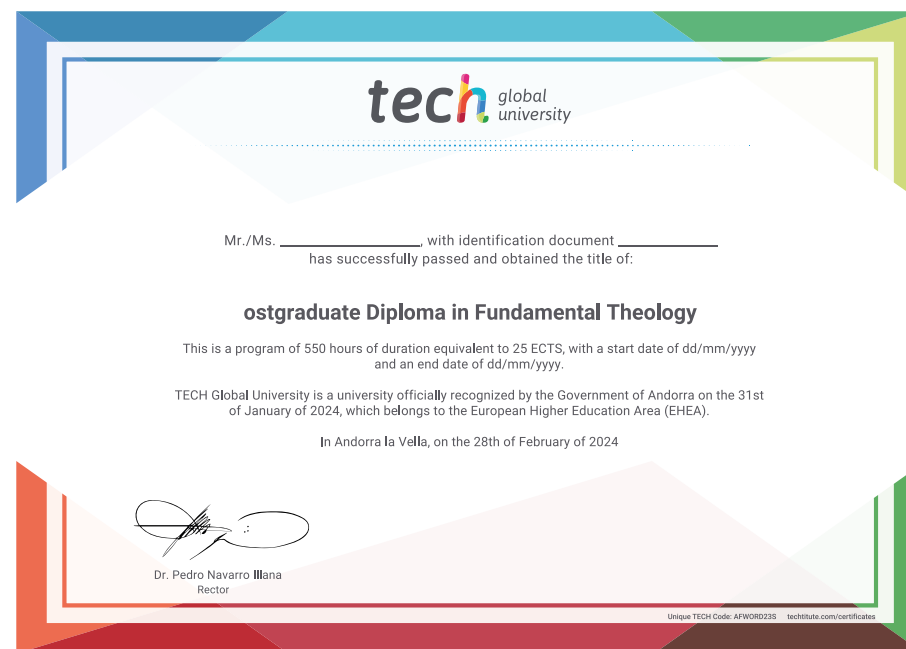 tech global
university
Mr./Ms. ____________________, with identification document ______________
has successfully passed and obtained the title of:
ostgraduate Diploma in Fundamental Theology
This is a program of 550 hours of duration equivalent to 25 ECTS, with a start date of dd/mm/yyyy
and an end date of dd/mm/yyyy.
TECH Global University is a university officially recognized by the Government of Andorra on the 31st
of January of 2024, which belongs to the European Higher Education Area (EHEA).
In Andorra la Vella, on the 28th of February of 2024
Dr. Pedro Navarro Illana
Rector
Unique TECH Code: AFWORD23S techtitute.com/certificates